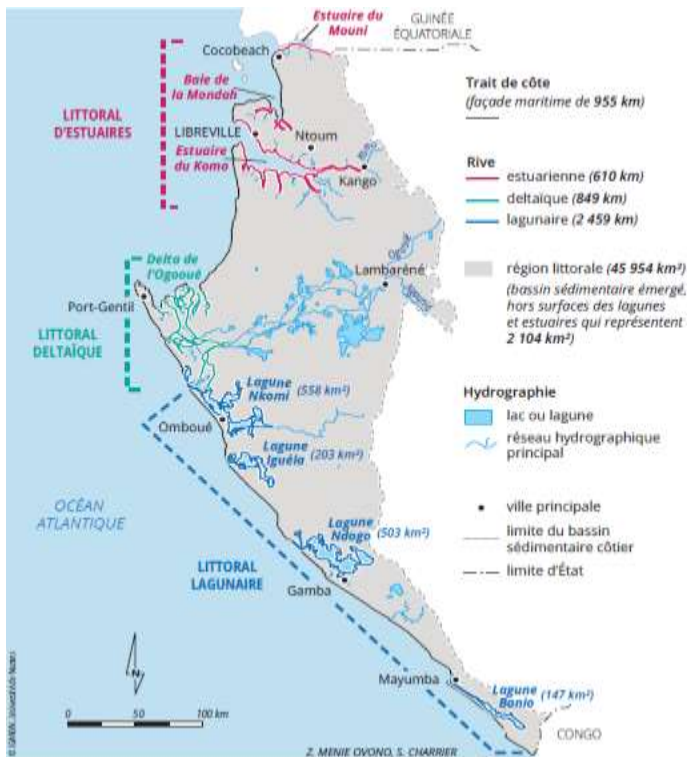 Estuaire du
Mouni
GUINÉE
ÉQUATORIALE
Cocobeach
Baie de
la Mondah
LITTORAL
D'ESTUAIRES
LIBREVILLE
Ntoum
Estuaire
du Komo
Kango
Delta de
l'Ogooué
Lambaréné
Ogooué
Port-Gentil
LITTORAL
DELTAÏQUE
Lagune
Nkomi (558 km²)
Omboué
Lagune
Iguéla (203 km²)
OCÉAN
ATLANTIQUE
Lagune
Ndogo (503 km²)
LITTORAL
LAGUNAIRE
Gamba
Mayumba
Lagune
Banio (147 km²)
CONGO
N
0 50 100 km
Z. MENIE OVONO, S. CHARRIER
Trait de côte
(façade maritime de 955 km)
Rive
estuarienne (610 km)
deltaïque (849 km)
lagunaire (2 459 km)
région littorale (45 954 km²)
(bassin sédimentaire émergé,
hors surfaces des lagunes
et estuaires qui représentent
2 104 km²)
Hydrographie
lac ou lagune
réseau hydrographique
principal
ville principale
limite du bassin
sédimentaire côtier
limite d'État